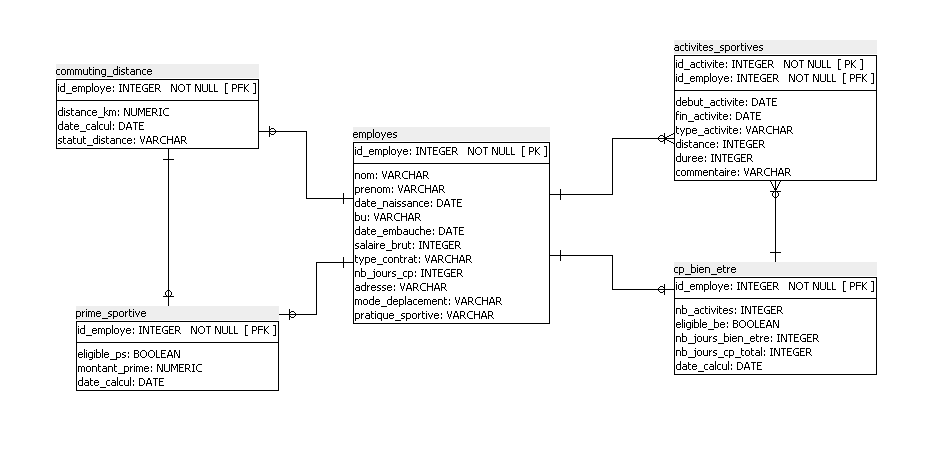 commuting_distance
id_employe: INTEGER NOT NULL [ PFK ]
distance_km: NUMERIC
date_calcul: DATE
statut_distance: VARCHAR
prime_sportive
id_employe: INTEGER NOT NULL [ PFK ]
eligible_ps: BOOLEAN
montant_prime: NUMERIC
date_calcul: DATE
employes
id_employe: INTEGER NOT NULL [ PK ]
nom: VARCHAR
prenom: VARCHAR
date_naissance: DATE
bu: VARCHAR
date_embauche: DATE
salaire_brut: INTEGER
type_contrat: VARCHAR
nb_jours_cp: INTEGER
adresse: VARCHAR
mode_deplacement: VARCHAR
pratique_sportive: VARCHAR
activites_sportives
id_activite: INTEGER NOT NULL [ PK ]
id_employe: INTEGER NOT NULL [ PFK ]
debut_activite: DATE
fin_activite: DATE
type_activite: VARCHAR
distance: INTEGER
duree: INTEGER
commentaire: VARCHAR
cp_bien_etre
id_employe: INTEGER NOT NULL [ PFK ]
nb_activites: INTEGER
eligible_be: BOOLEAN
nb_jours_bien_etre: INTEGER
nb_jours_cp_total: INTEGER
date_calcul: DATE